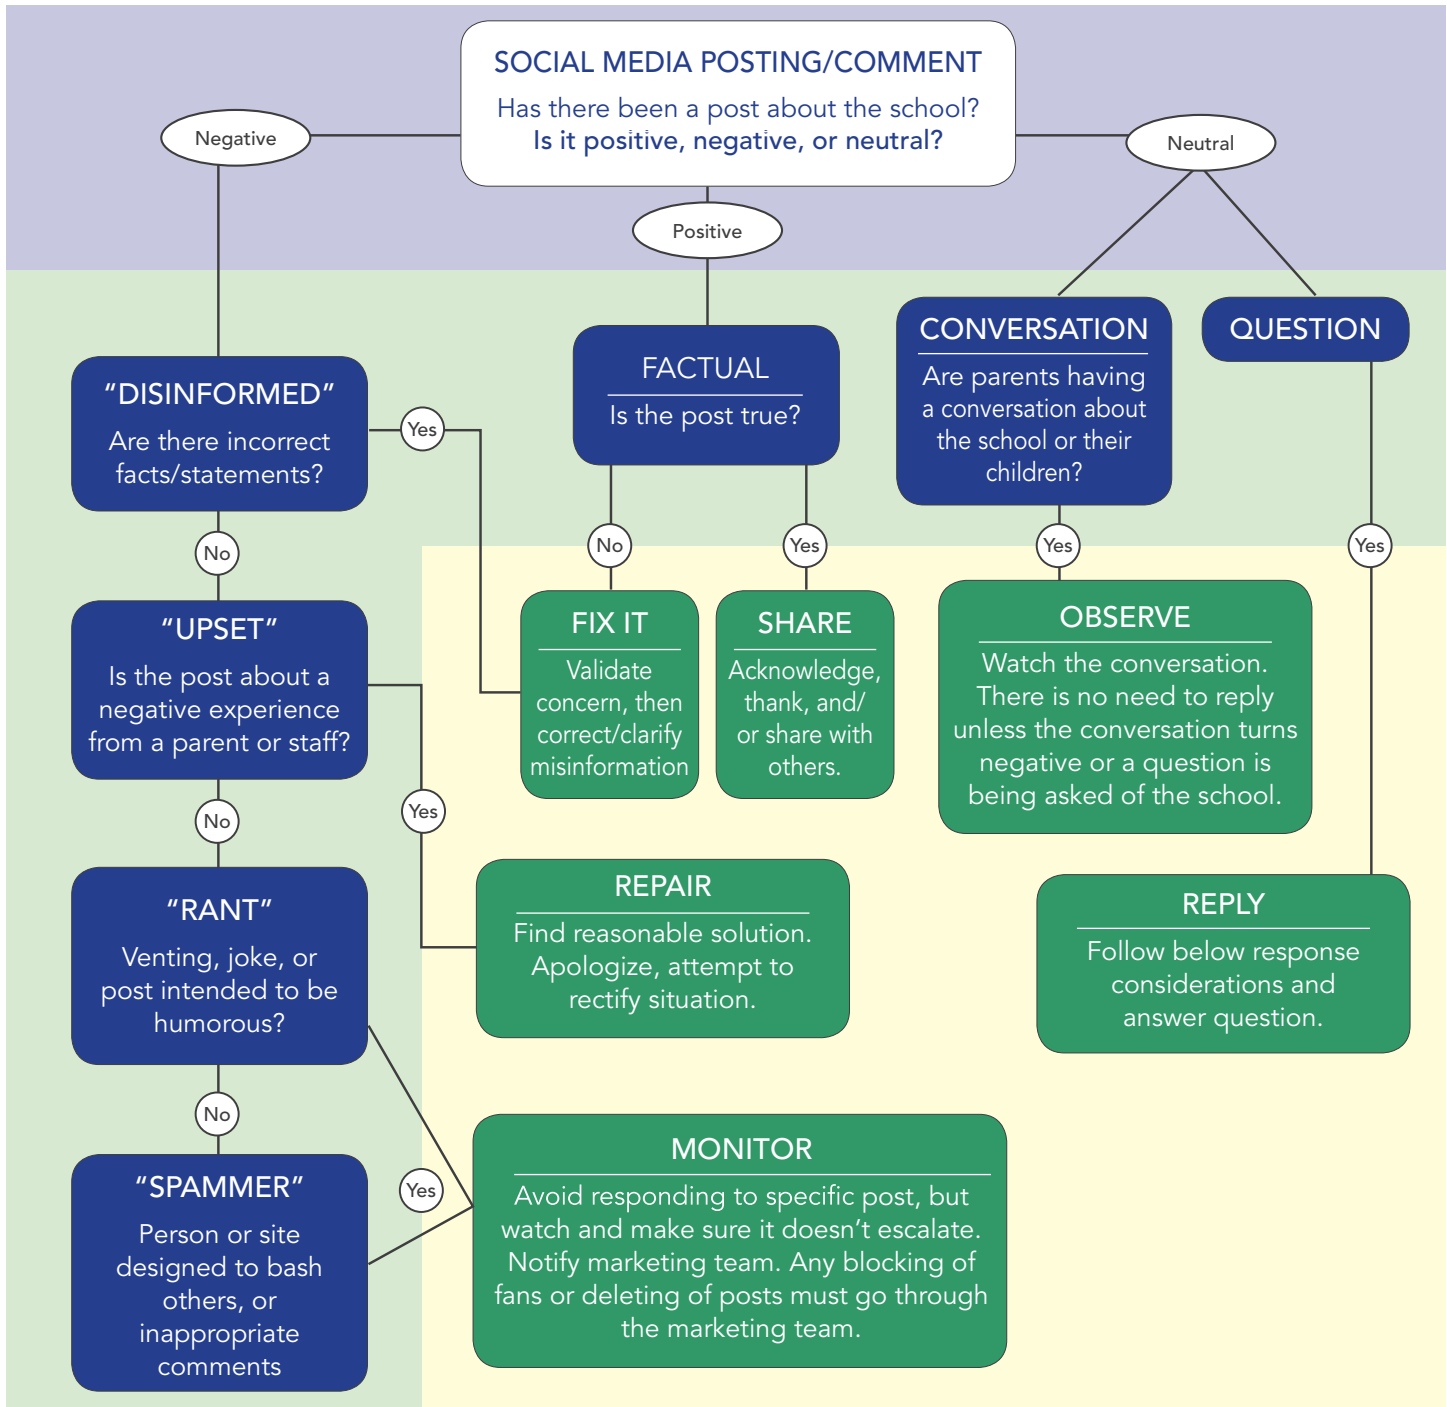 SOCIAL MEDIA POSTING/COMMENT
Has there been a post about the school?
Is it positive, negative, or neutral?
Negative
Neutral
Positive
"DISINFORMED"
Are there incorrect
facts/statements?
Yes
No
FACTUAL
Is the post true?
No
Yes
CONVERSATION
Are parents having
a conversation about
the school or their
children?
Yes
QUESTION
Yes
"UPSET"
Is the post about a
negative experience
from a parent or staff?
Yes
No
FIX IT
Validate
concern, then
correct/clarify
misinformation
SHARE
Acknowledge,
thank, and/
or share with
others.
OBSERVE
Watch the conversation.
There is no need to reply
unless the conversation turns
negative or a question is
being asked of the school.
"RANT"
Venting, joke, or
post intended to be
humorous?
No
REPAIR
Find reasonable solution.
Apologize, attempt to
rectify situation.
REPLY
Follow below response
considerations and
answer question.
"SPAMMER"
Person or site
designed to bash
others, or
inappropriate
comments
Yes
MONITOR
Avoid responding to specific post, but
watch and make sure it doesn't escalate.
Notify marketing team. Any blocking of
fans or deleting of posts must go through
the marketing team.